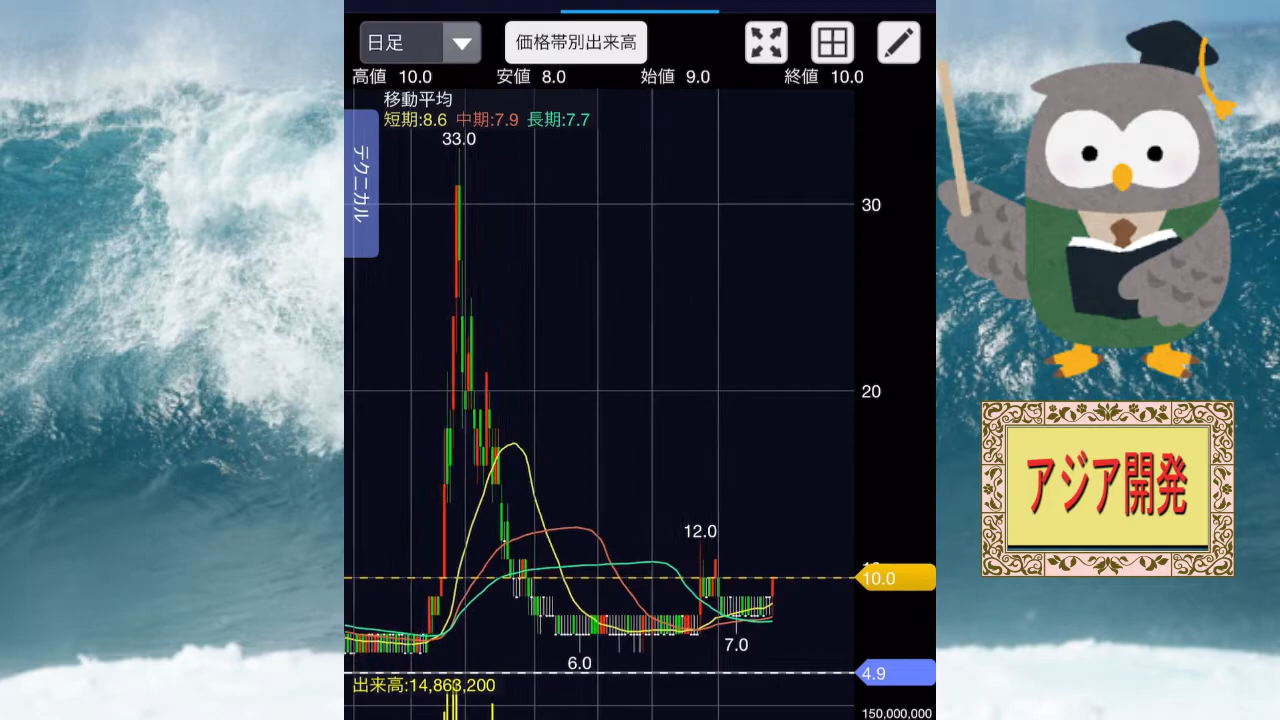 日足
価格帯別出来高
高値 10.0 安値 8.0 始値 9.0 終値 10.0
移動平均
短期:8.6 中期:7.9 長期:7.7
テクニカル
33.0
30
20
12.0
10.0
7.0
6.0
4.9
出来高:14,863,200
150,000,000
アジア開発